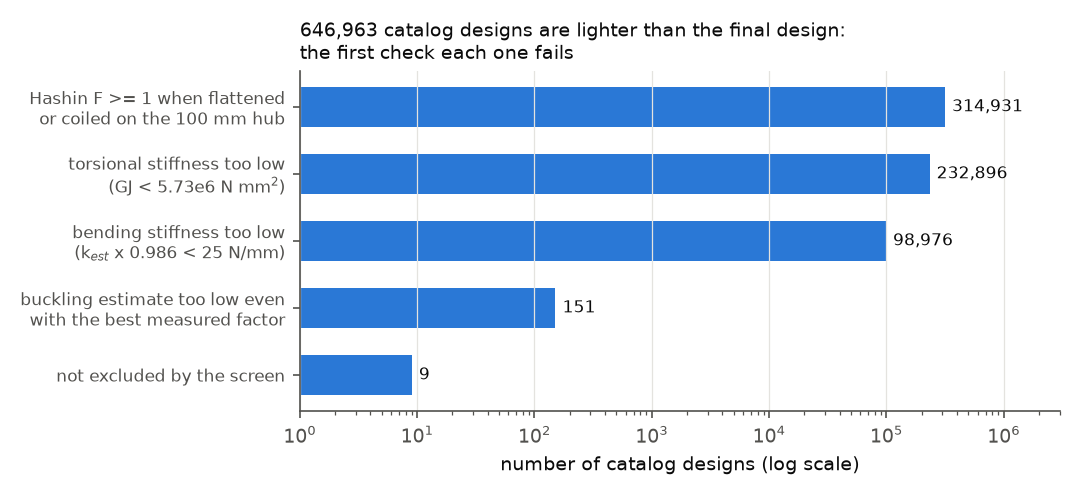 646,963 catalog designs are lighter than the final design:
the first check each one fails
Hashin F >= 1 when flattened
or coiled on the 100 mm hub
314,931
torsional stiffness too low
(GJ < 5.73e6 N mm²)
232,896
bending stiffness too low
(k_est x 0.986 < 25 N/mm)
98,976
buckling estimate too low even
with the best measured factor
151
not excluded by the screen
9
10⁰ 10¹ 10² 10³ 10⁴ 10⁵ 10⁶
number of catalog designs (log scale)